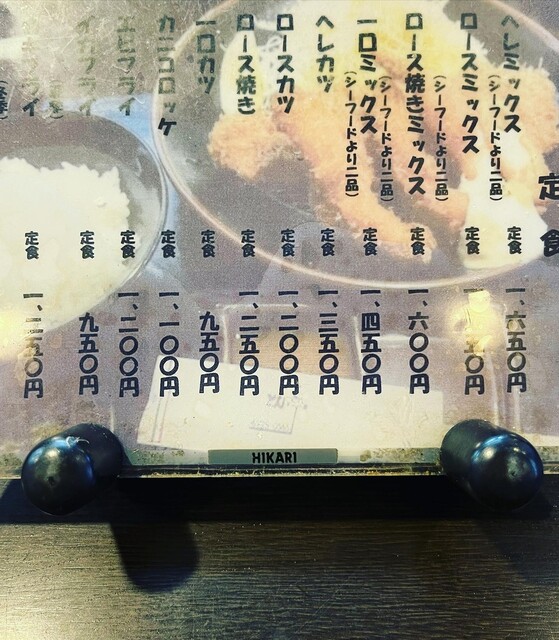 定食
ヘレミックス
(シーフードより二品)
定食
一、六五〇円
ロースミックス
(シーフードより二品)
定食
五〇円
ロース焼きミックス
(シーフードより二品)
定食
一、六〇〇円
一口ミックス
(シーフードより二品)
定食
一、四五〇円
ヘレカツ
定食
一、三五〇円
ロースカツ
定食
一、二〇〇円
ロース焼き
定食
一、二五〇円
一口カツ
定食
九五〇円
カニコロッケ
定食
一、一〇〇円
エビフライ
定食
一、二〇〇円
イカフライ
定食
九五〇円
フライ
定食
円
HIKARI